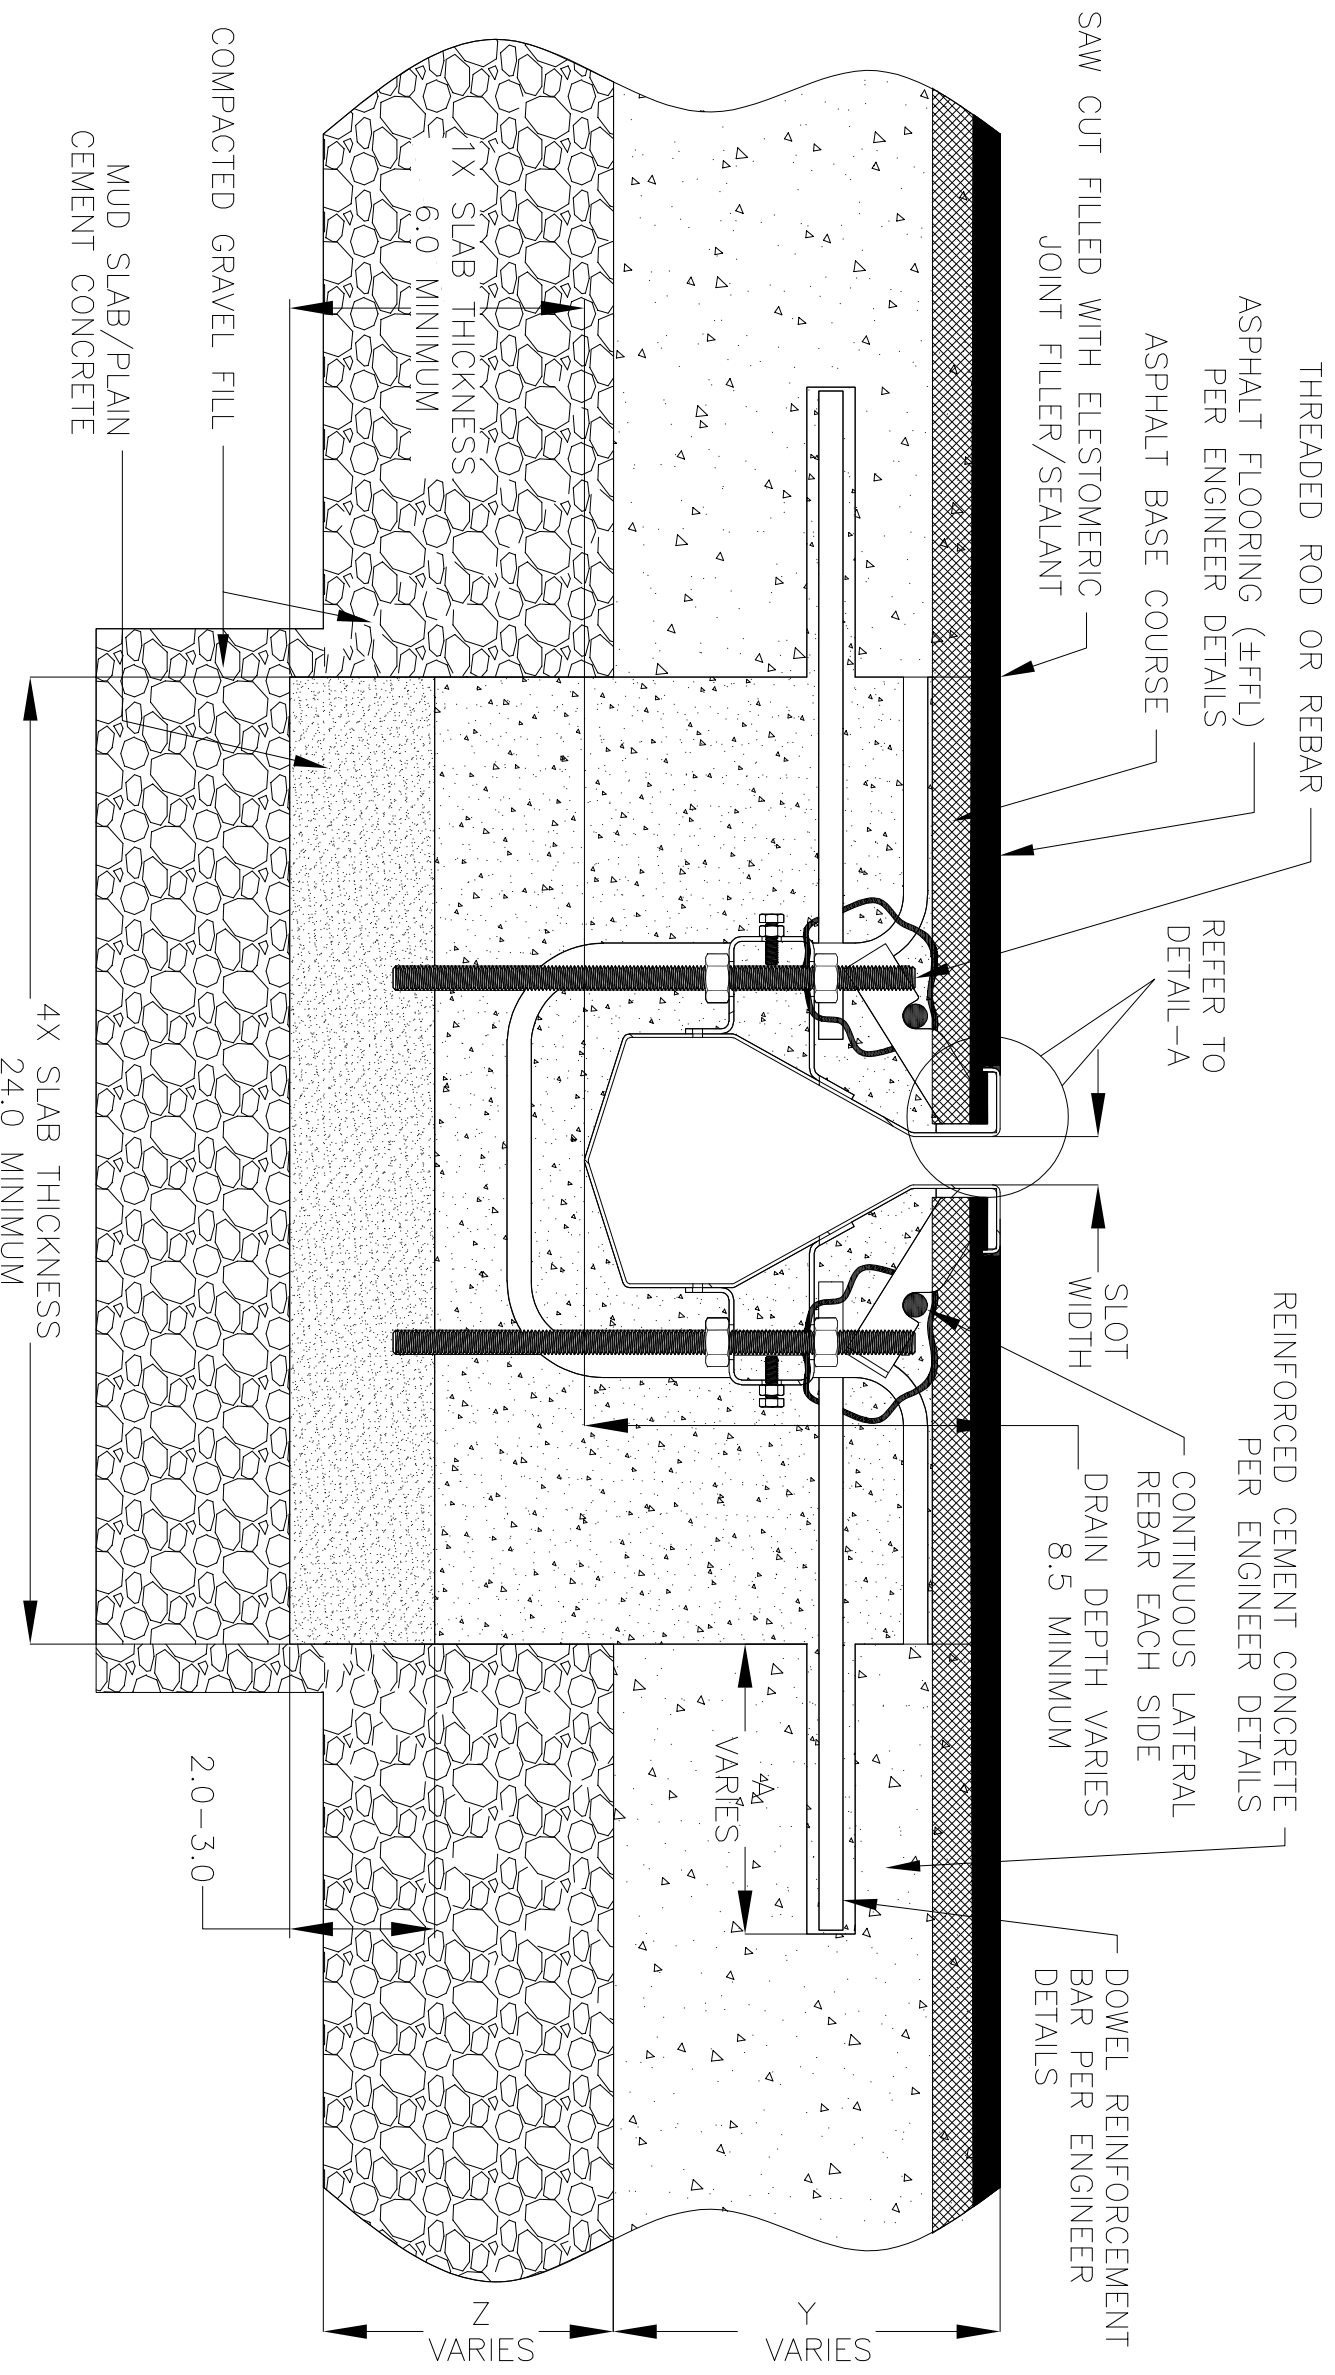 THREADED ROD OR REBAR
ASPHALT FLOORING (±FFL)
PER ENGINEER DETAILS
ASPHALT BASE COURSE
SAW CUT FILLED WITH ELESTOMERIC
JOINT FILLER/SEALANT
REFER TO
DETAIL-A
SLOT
WIDTH
REINFORCED CEMENT CONCRETE
PER ENGINEER DETAILS
CONTINUOUS LATERAL
REBAR EACH SIDE
DRAIN DEPTH VARIES
8.5 MINIMUM
DOWEL REINFORCEMENT
BAR PER ENGINEER
DETAILS
Y
VARIES
Z
VARIES
"A"
VARIES
1X SLAB THICKNESS
6.0 MINIMUM
COMPACTED GRAVEL FILL
MUD SLAB/PLAIN
CEMENT CONCRETE
2.0-3.0
4X SLAB THICKNESS
24.0 MINIMUM